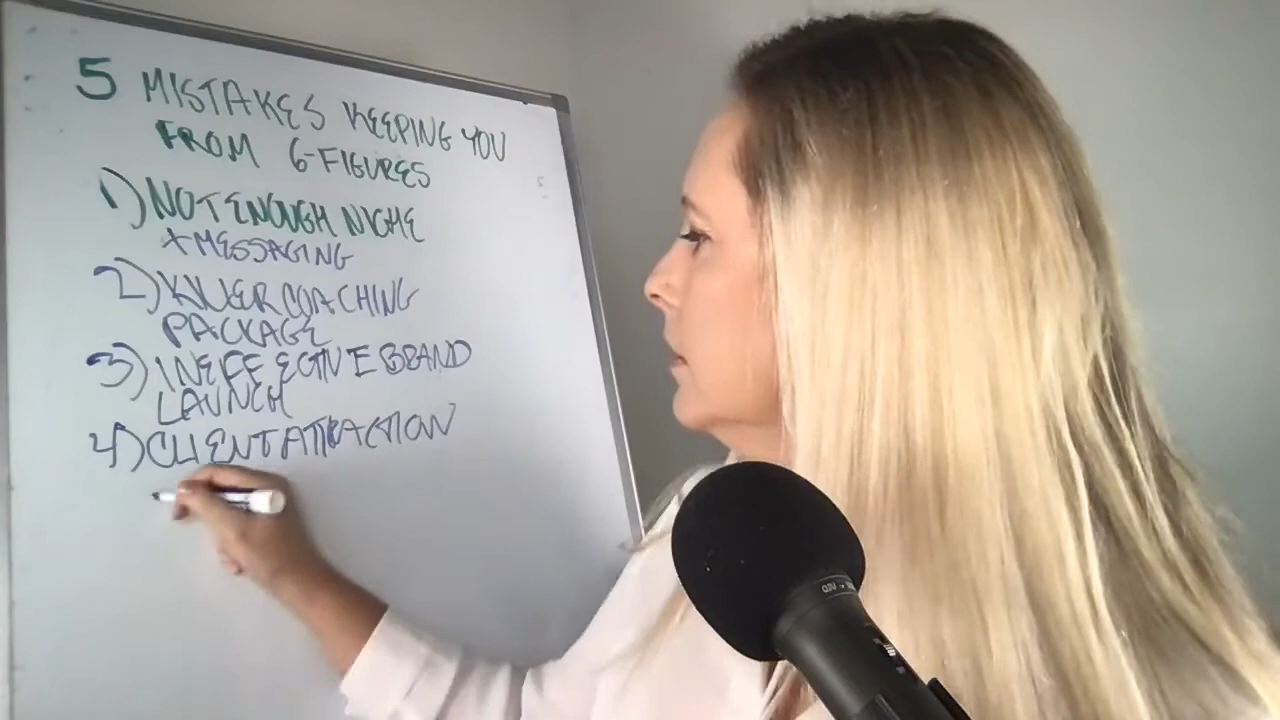 5 MISTAKES KEEPING YOU
FROM 6-FIGURES
1) NOT ENOUGH NICHE
+ MESSAGING
2) KILLER COACHING
PACKAGE
3) INEFFECTIVE BRAND
LAUNCH
4) CLIENT ATTRACTION